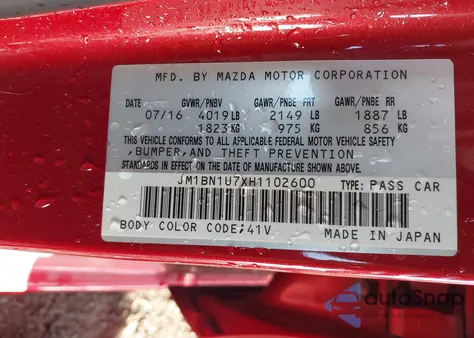 MFD. BY MAZDA MOTOR CORPORATION
DATE GVWR/PNBV GAWR/PNBE FRT GAWR/PNBE RR
07/16 4019LB 2149 LB 1887 LB
1823KG 975 KG 856 KG
THIS VEHICLE CONFORMS TO ALL APPLICABLE FEDERAL MOTOR VEHICLE SAFETY
,BUMPER,AND THEFT PREVENTION
STANDARDS IN EFFECT ON THE DATE OF MANUFACTURE SHOWN ABOVE.
JM1BN1U7XH1102600 TYPE: PASS CAR
BODY COLOR CODE;41V MADE IN JAPAN
autoSnap